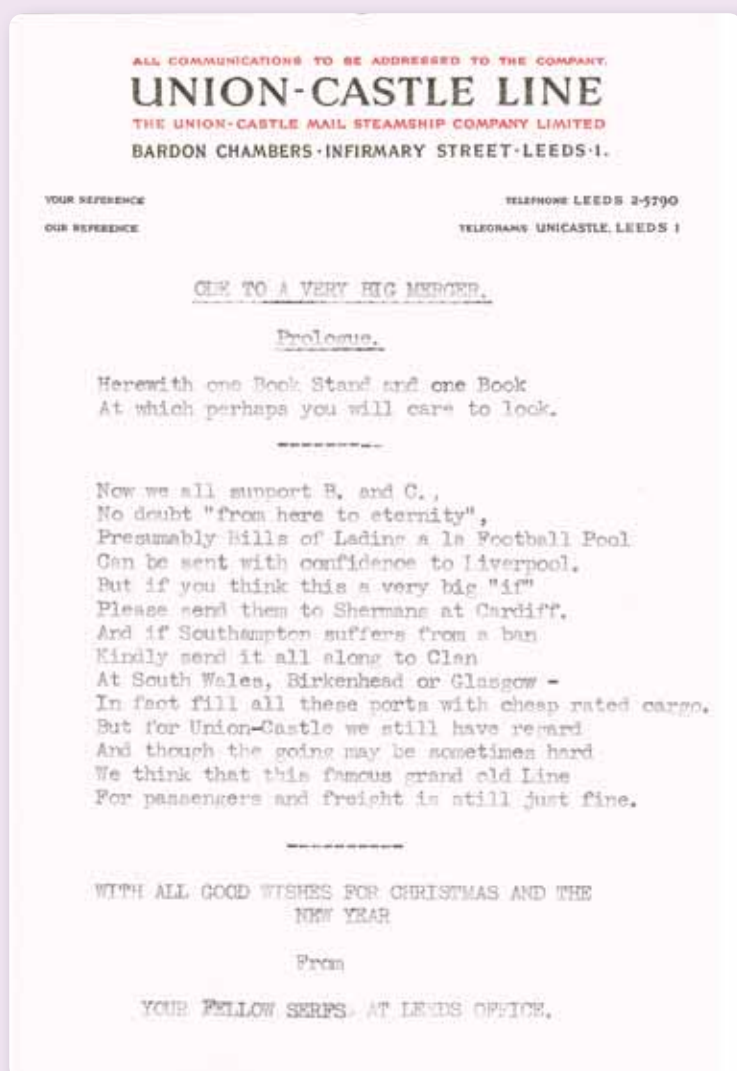 ALL COMMUNICATIONS TO BE ADDRESSED TO THE COMPANY.
UNION-CASTLE LINE
THE UNION-CASTLE MAIL STEAMSHIP COMPANY LIMITED
BARDON CHAMBERS·INFIRMARY STREET·LEEDS·1.
YOUR REFERENCE
TELEPHONE LEEDS 2-5790
OUR REFERENCE
TELEGRAMS UNICASTLE, LEEDS 1
ODE TO A VERY BIG MERGER.
Prologue.
Herewith one Book Stand and one Book
At which perhaps you will care to look.
----------
Now we all support B. and C.,
No doubt "from here to eternity",
Presumably Bills of Lading a la Football Pool
Can be sent with confidence to Liverpool.
But if you think this a very big "if"
Please send them to Shermans at Cardiff.
And if Southampton suffers from a ban
Kindly send it all along to Clan
At South Wales, Birkenhead or Glasgow -
In fact fill all these ports with cheap rated cargo.
But for Union-Castle we still have regard
And though the going may be sometimes hard
We think that this famous grand old Line
For passengers and freight is still just fine.
-----------
WITH ALL GOOD WISHES FOR CHRISTMAS AND THE
NEW YEAR
From
YOUR FELLOW SERFS AT LEEDS OFFICE.